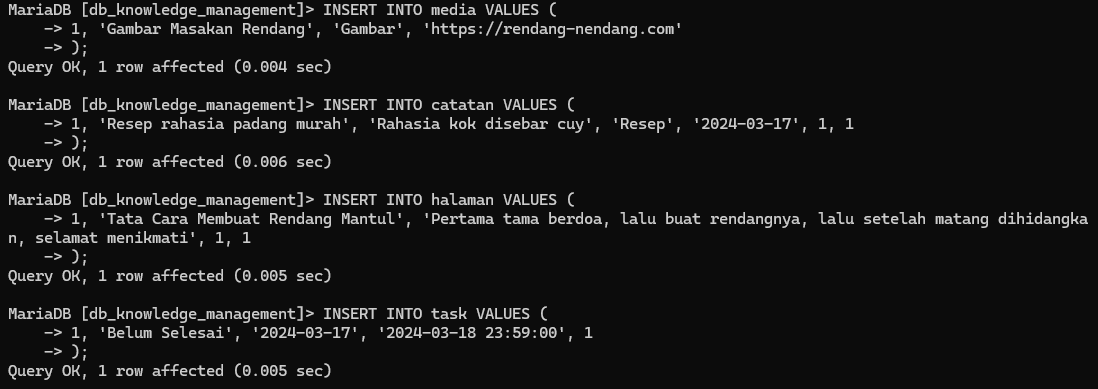 MariaDB [db_knowledge_management]> INSERT INTO media VALUES (
    -> 1, 'Gambar Masakan Rendang', 'Gambar', 'https://rendang-nendang.com'
    -> );
Query OK, 1 row affected (0.004 sec)

MariaDB [db_knowledge_management]> INSERT INTO catatan VALUES (
    -> 1, 'Resep rahasia padang murah', 'Rahasia kok disebar cuy', 'Resep', '2024-03-17', 1, 1
    -> );
Query OK, 1 row affected (0.006 sec)

MariaDB [db_knowledge_management]> INSERT INTO halaman VALUES (
    -> 1, 'Tata Cara Membuat Rendang Mantul', 'Pertama tama berdoa, lalu buat rendangnya, lalu setelah matang dihidangka
n, selamat menikmati', 1, 1
    -> );
Query OK, 1 row affected (0.005 sec)

MariaDB [db_knowledge_management]> INSERT INTO task VALUES (
    -> 1, 'Belum Selesai', '2024-03-17', '2024-03-18 23:59:00', 1
    -> );
Query OK, 1 row affected (0.005 sec)